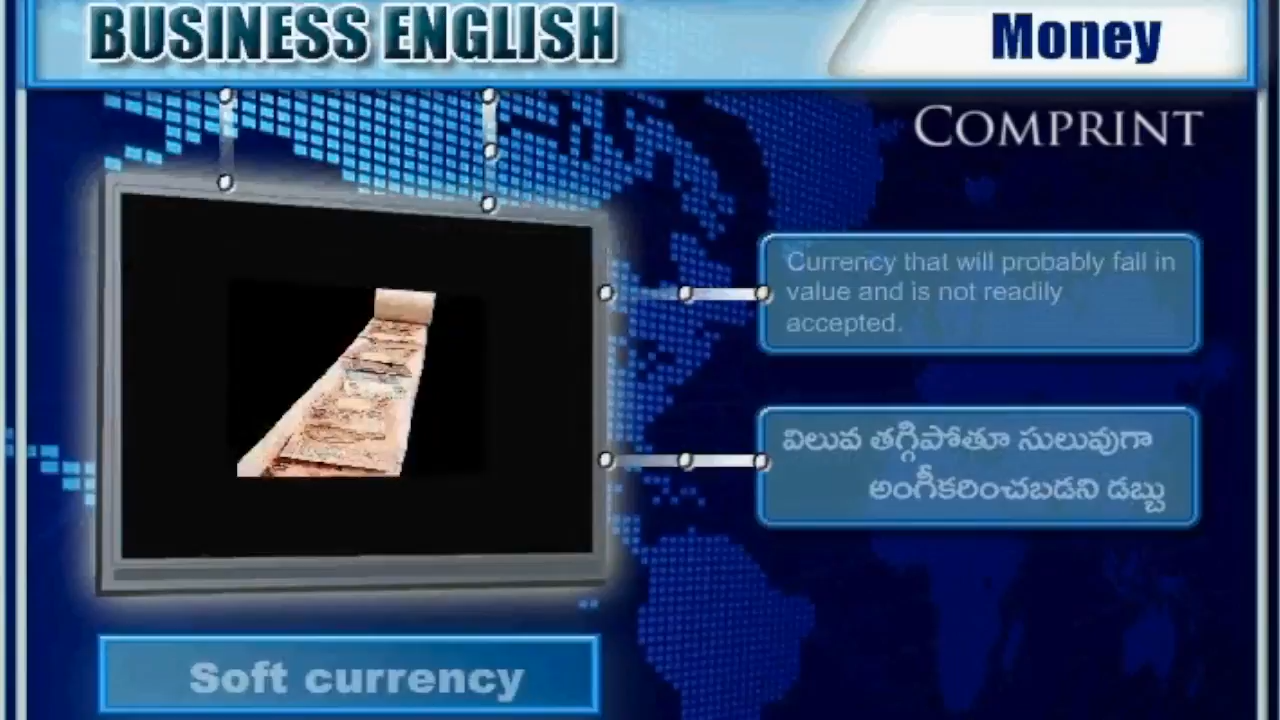 BUSINESS ENGLISH
Money
COMPRINT
Currency that will probably fall in
value and is not readily
accepted.
విలువ తగ్గిపోతూ సులువుగా
అంగీకరించబడని డబ్బు
Soft currency